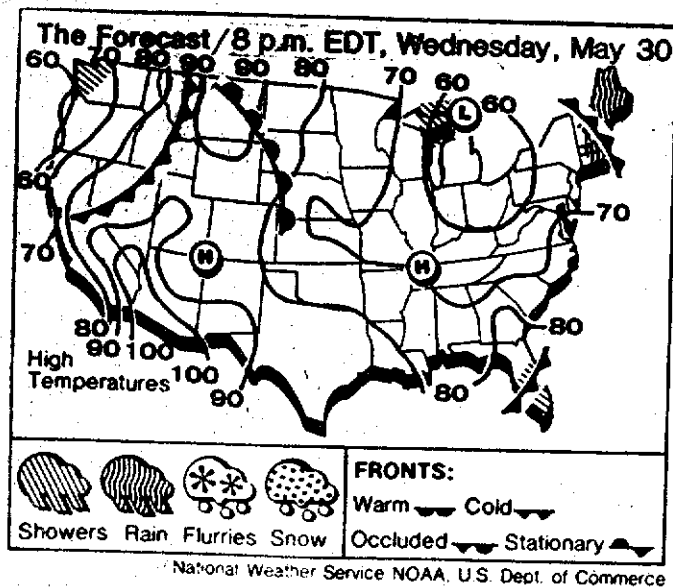 The Forecast/8 p.m. EDT, Wednesday, May 30
60 70 80 90 90 80 70 60
L 60
60
70
70
H H
80
80
90 100
High
Temperatures
100
90
80
Showers Rain Flurries Snow
FRONTS:
Warm Cold
Occluded Stationary
National Weather Service NOAA, U.S. Dept. of Commerce